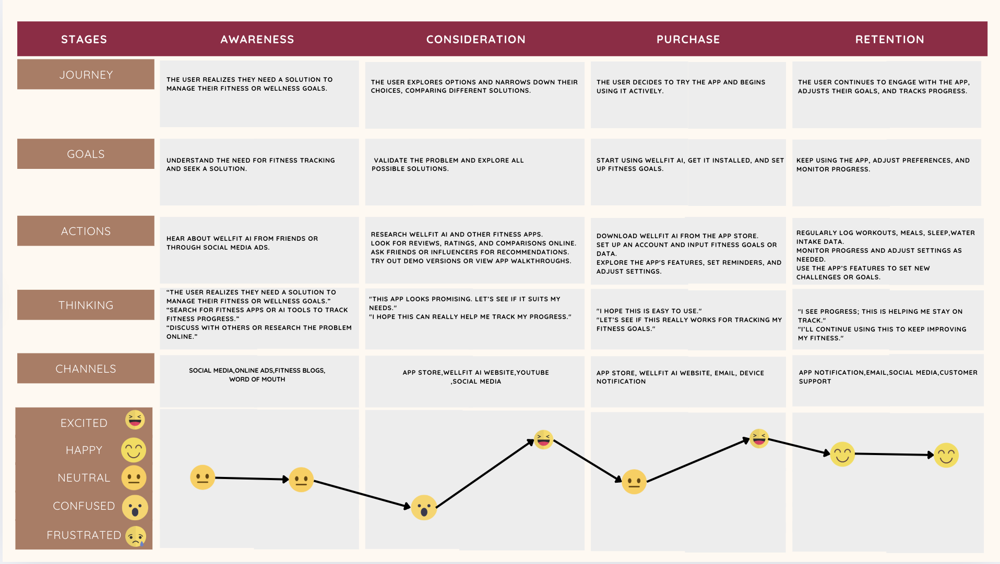 STAGES
AWARENESS
CONSIDERATION
PURCHASE
RETENTION
JOURNEY
THE USER REALIZES THEY NEED A SOLUTION TO
MANAGE THEIR FITNESS OR WELLNESS GOALS.
THE USER EXPLORES OPTIONS AND NARROWS DOWN THEIR
CHOICES, COMPARING DIFFERENT SOLUTIONS.
THE USER DECIDES TO TRY THE APP AND BEGINS
USING IT ACTIVELY.
THE USER CONTINUES TO ENGAGE WITH THE APP,
ADJUSTS THEIR GOALS, AND TRACKS PROGRESS.
GOALS
UNDERSTAND THE NEED FOR FITNESS TRACKING
AND SEEK A SOLUTION.
VALIDATE THE PROBLEM AND EXPLORE ALL
POSSIBLE SOLUTIONS.
START USING WELLFIT AI, GET IT INSTALLED, AND SET
UP FITNESS GOALS.
KEEP USING THE APP, ADJUST PREFERENCES, AND
MONITOR PROGRESS.
ACTIONS
HEAR ABOUT WELLFIT AI FROM FRIENDS OR
THROUGH SOCIAL MEDIA ADS.
RESEARCH WELLFIT AI AND OTHER FITNESS APPS.
LOOK FOR REVIEWS, RATINGS, AND COMPARISONS ONLINE.
ASK FRIENDS OR INFLUENCERS FOR RECOMMENDATIONS.
TRY OUT DEMO VERSIONS OR VIEW APP WALKTHROUGHS.
DOWNLOAD WELLFIT AI FROM THE APP STORE.
SET UP AN ACCOUNT AND INPUT FITNESS GOALS OR
DATA.
EXPLORE THE APP'S FEATURES, SET REMINDERS, AND
ADJUST SETTINGS.
REGULARLY LOG WORKOUTS, MEALS, SLEEP,WATER
INTAKE DATA.
MONITOR PROGRESS AND ADJUST SETTINGS AS
NEEDED.
USE THE APP’S FEATURES TO SET NEW
CHALLENGES OR GOALS.
THINKING
“THE USER REALIZES THEY NEED A SOLUTION TO
MANAGE THEIR FITNESS OR WELLNESS GOALS.”
“SEARCH FOR FITNESS APPS OR AI TOOLS TO TRACK
FITNESS PROGRESS.”
“DISCUSS WITH OTHERS OR RESEARCH THE PROBLEM
ONLINE.”
"THIS APP LOOKS PROMISING. LET’S SEE IF IT SUITS MY
NEEDS."
"I HOPE THIS CAN REALLY HELP ME TRACK MY PROGRESS."
"I HOPE THIS IS EASY TO USE."
"LET’S SEE IF THIS REALLY WORKS FOR TRACKING MY
FITNESS GOALS."
"I SEE PROGRESS; THIS IS HELPING ME STAY ON
TRACK."
"I’LL CONTINUE USING THIS TO KEEP IMPROVING
MY FITNESS."
CHANNELS
SOCIAL MEDIA,ONLINE ADS,FITNESS BLOGS,
WORD OF MOUTH
APP STORE,WELLFIT AI WEBSITE,YOUTUBE
,SOCIAL MEDIA
APP STORE, WELLFIT AI WEBSITE, EMAIL, DEVICE
NOTIFICATION
APP NOTIFICATION,EMAIL,SOCIAL MEDIA,CUSTOMER
SUPPORT
EXCITED
HAPPY
NEUTRAL
CONFUSED
FRUSTRATED